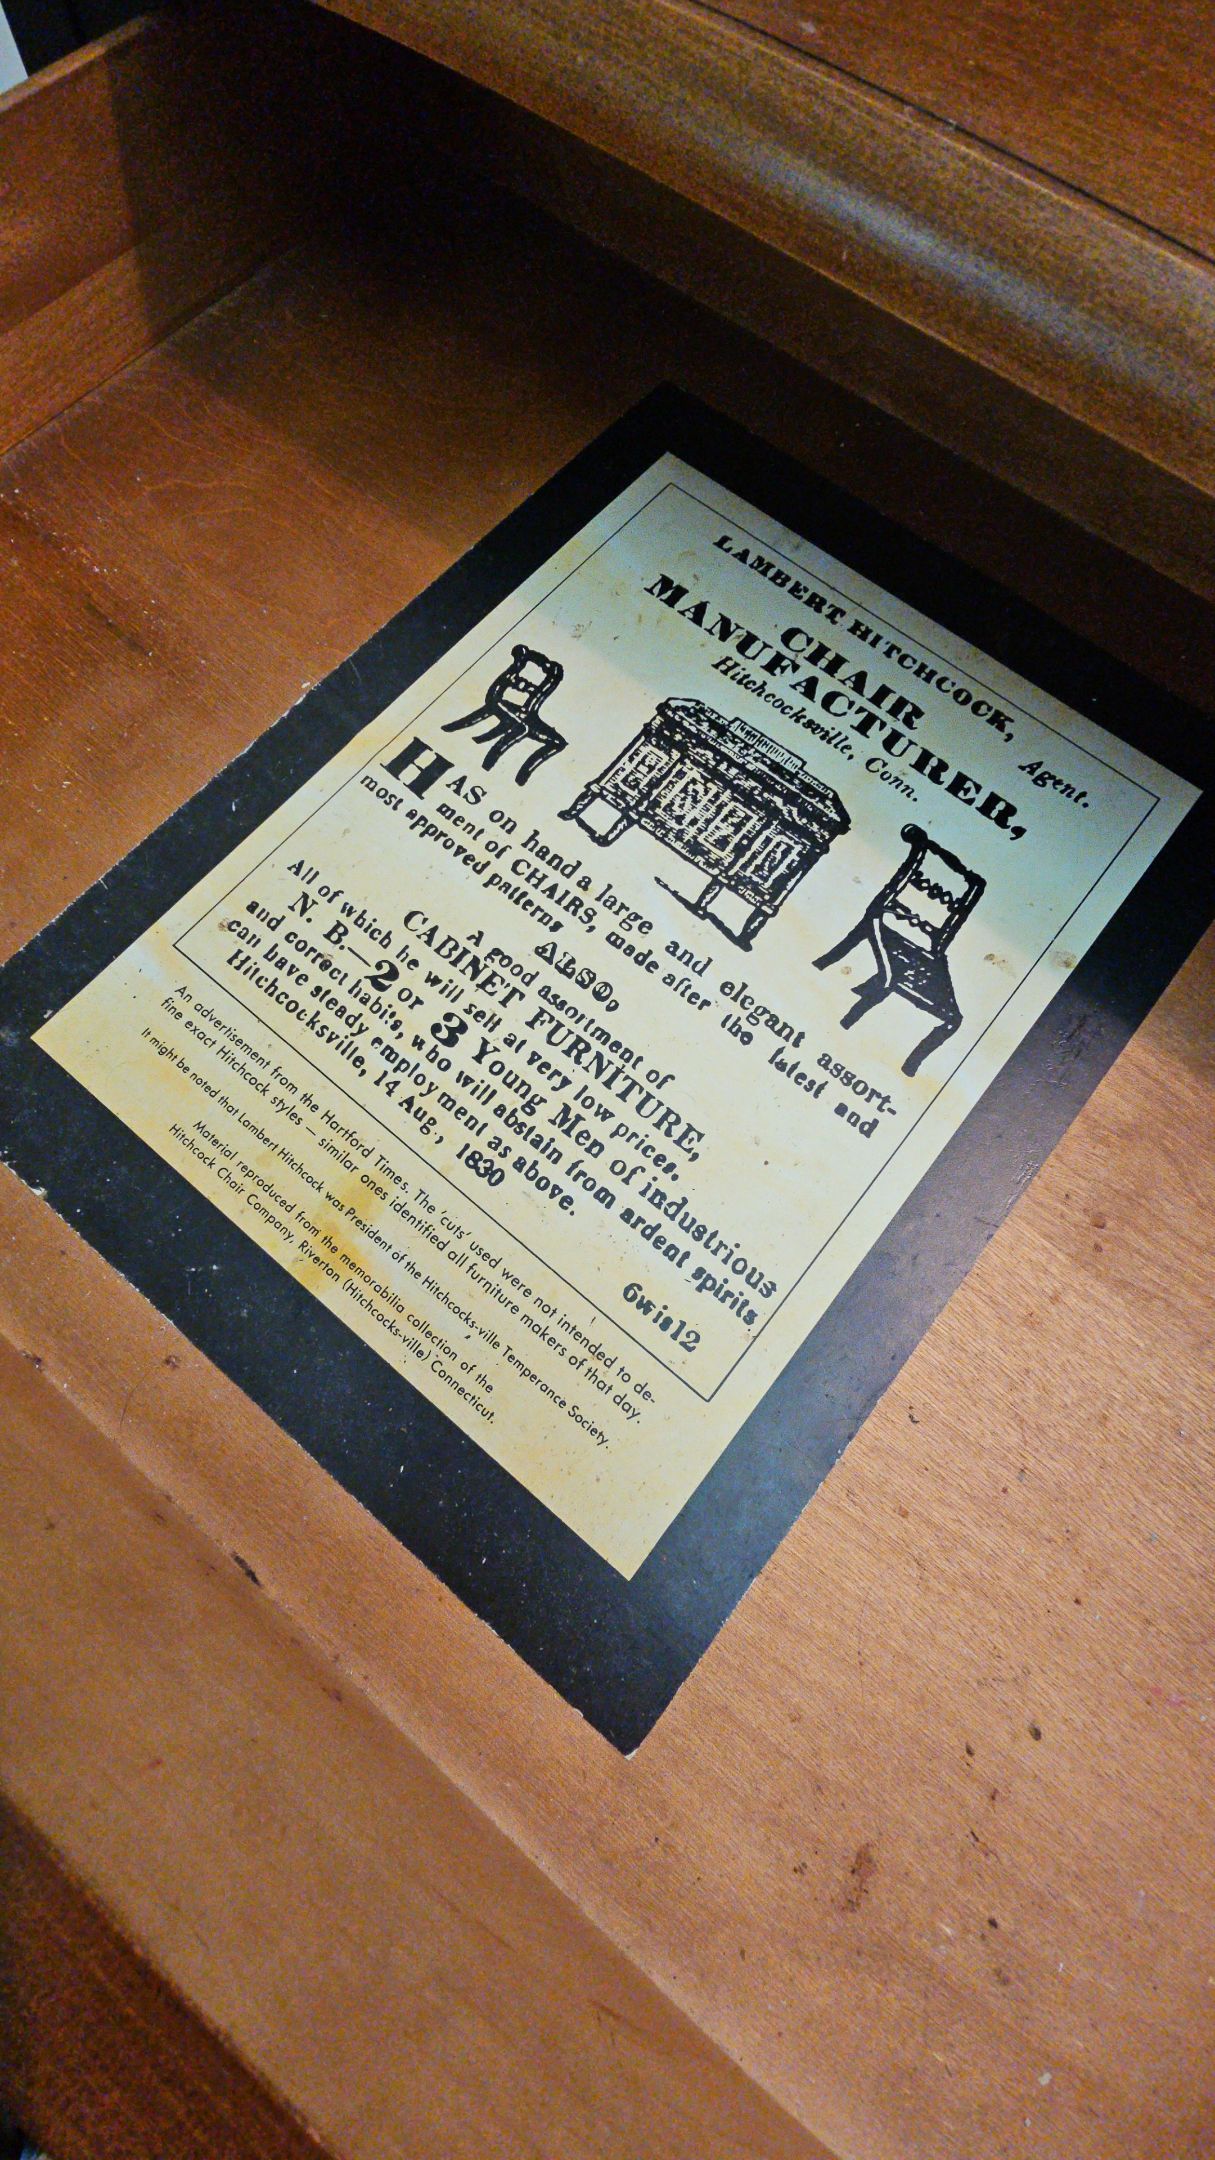 LAMBERT HITCHCOCK,
Agent.
CHAIR
MANUFACTURER,
Hitchcocksville, Conn.
HAS on hand a large and elegant assort-
ment of CHAIRS, made after the latest and
most approved patterns
ALSO,
A good assortment of
CABINET FURNITURE,
All of which he will sell at very low prices.
N. B.—2 or 3 Young Men of industrious
and correct habits, who will abstain from ardent spirits
can have steady employment as above.
Hitchcocksville, 14 Aug., 1830
6wis12
An advertisement from the Hartford Times. The 'cuts' used were not intended to de-
fine exact Hitchcock styles — similar ones identified all furniture makers of that day.
It might be noted that Lambert Hitchcock was President of the Hitchcocks-ville Temperance Society.
Material reproduced from the memorabilia collection of the
Hitchcock Chair Company, Riverton (Hitchcocks-ville) Connecticut.